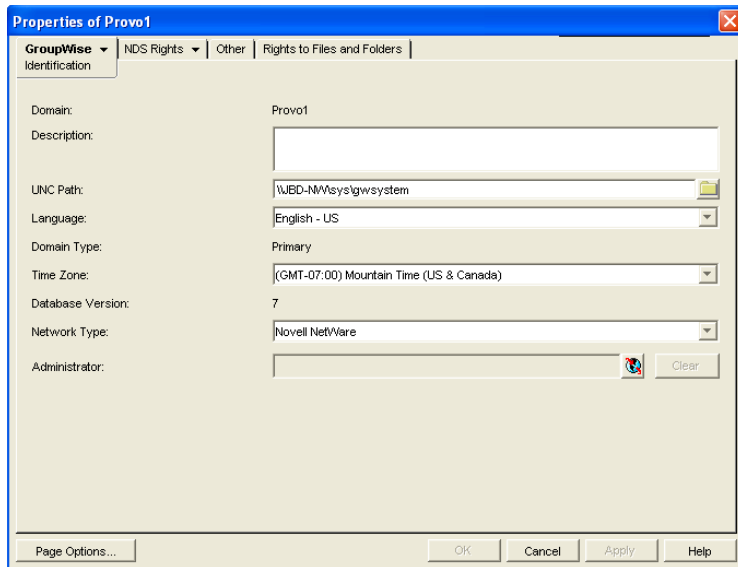 Properties of Provo1
GroupWise NDS Rights Other Rights to Files and Folders
Identification
Domain: Provo1
Description:
UNC Path: \\JBD-NW\sys\gwsystem
Language: English - US
Domain Type: Primary
Time Zone: (GMT-07:00) Mountain Time (US & Canada)
Database Version: 7
Network Type: Novell NetWare
Administrator: Clear
Page Options... OK Cancel Apply Help